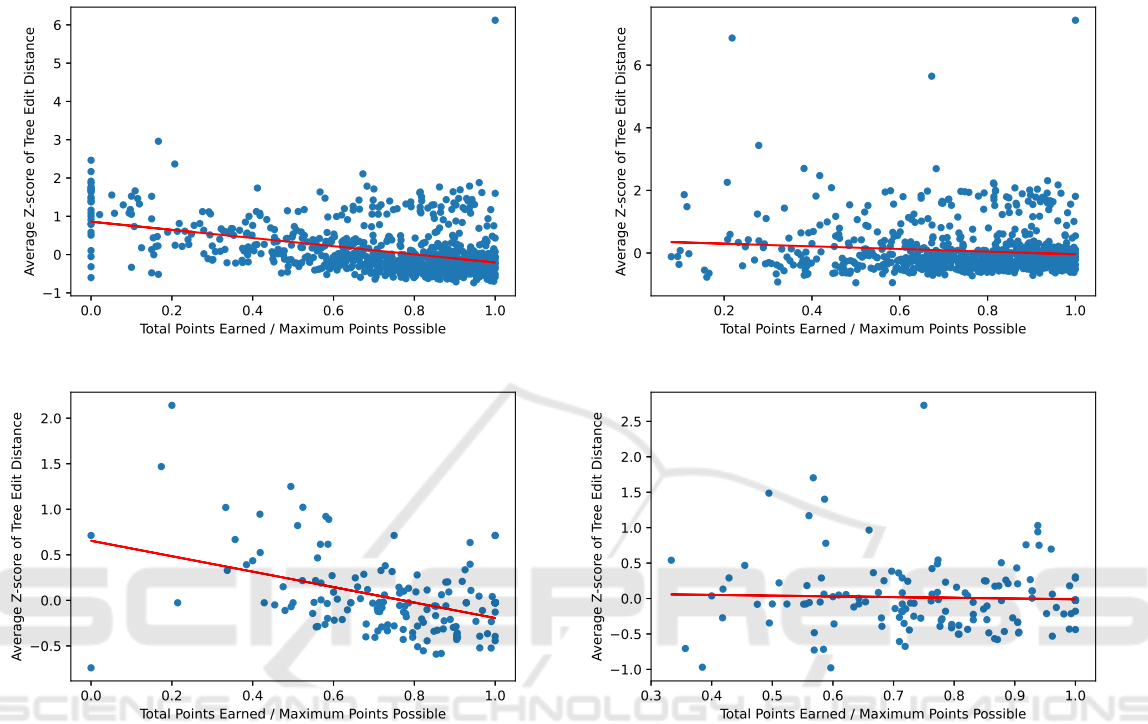 Average Z-score of Tree Edit Distance
6
5
4
3
2
1
0
−1
0.0 0.2 0.4 0.6 0.8 1.0
Total Points Earned / Maximum Points Possible
Average Z-score of Tree Edit Distance
6
4
2
0
0.2 0.4 0.6 0.8 1.0
Total Points Earned / Maximum Points Possible
Average Z-score of Tree Edit Distance
2.0
1.5
1.0
0.5
0.0
−0.5
0.0 0.2 0.4 0.6 0.8 1.0
Total Points Earned / Maximum Points Possible
Average Z-score of Tree Edit Distance
2.5
2.0
1.5
1.0
0.5
0.0
−0.5
−1.0
0.3 0.4 0.5 0.6 0.7 0.8 0.9 1.0
Total Points Earned / Maximum Points Possible
SCITEPRESS
SCIENCE AND TECHNOLOGY PUBLICATIONS